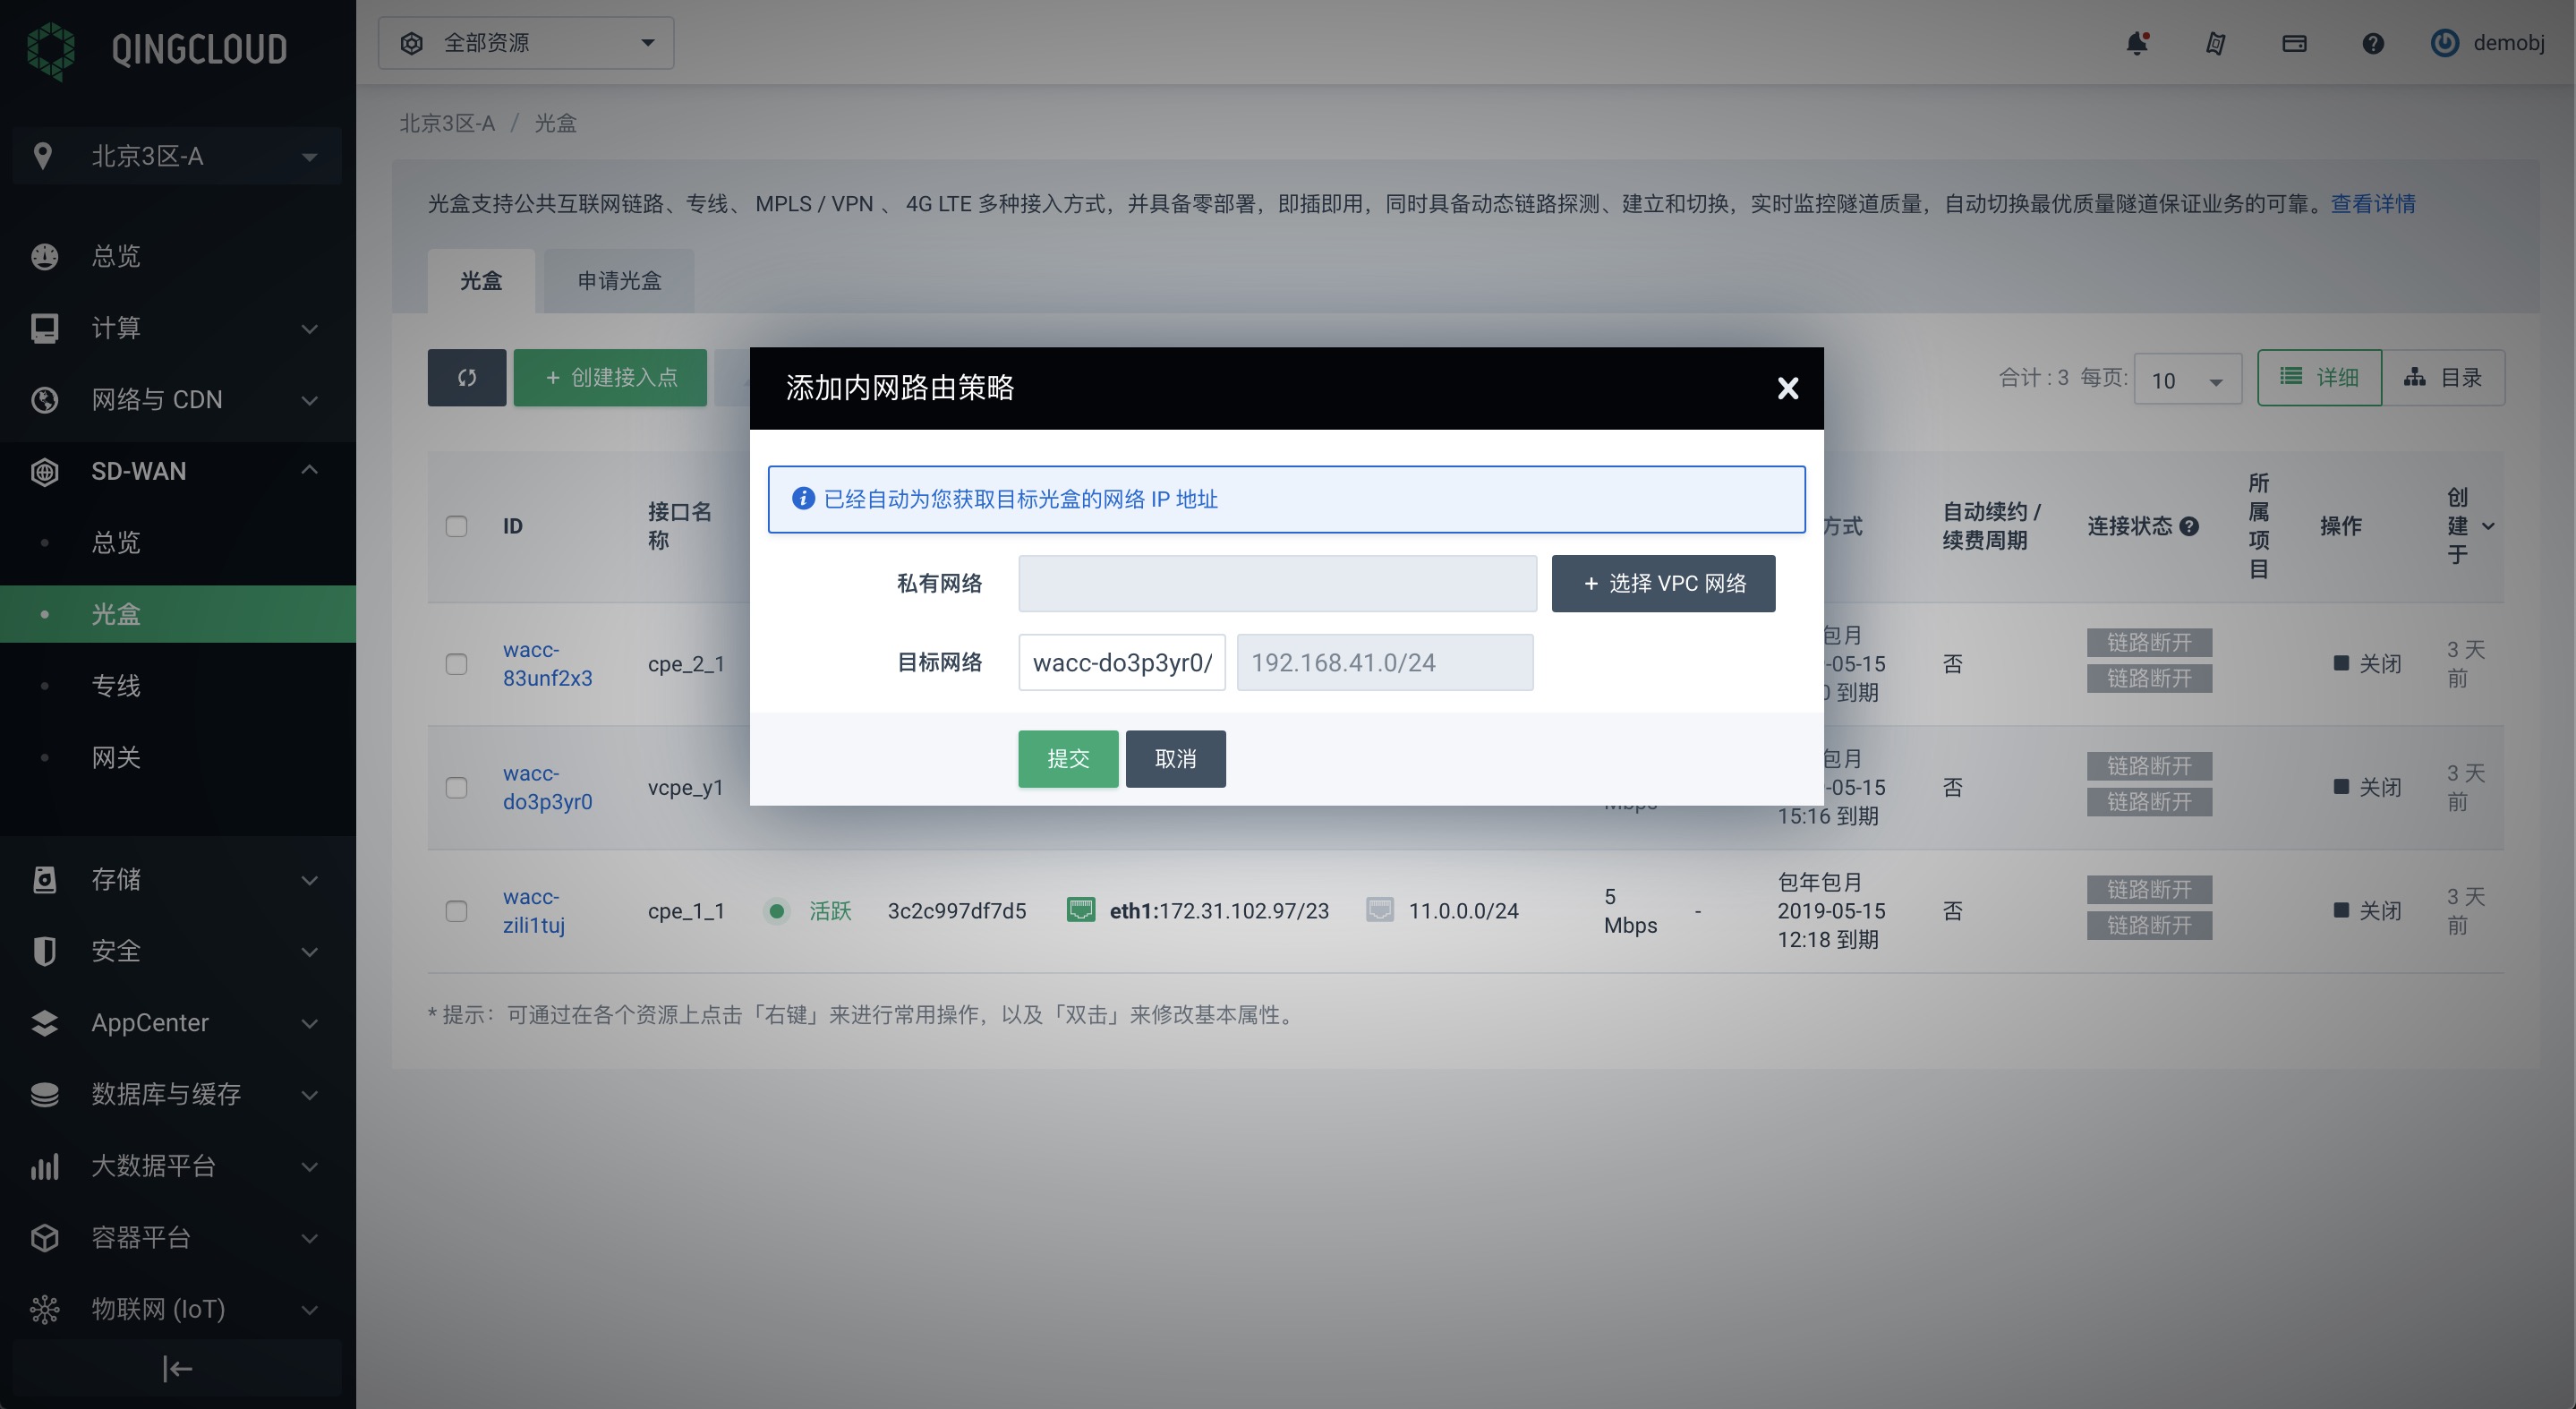 QINGCLOUD
全部资源
demobj
北京3区-A
总览
计算
网络与 CDN
SD-WAN
总览
光盒
专线
网关
存储
安全
AppCenter
数据库与缓存
大数据平台
容器平台
物联网 (IoT)
北京3区-A / 光盒
光盒支持公共互联网链路、专线、 MPLS / VPN 、 4G LTE 多种接入方式，并具备零部署，即插即用，同时具备动态链路探测、建立和切换，实时监控隧道质量，自动切换最优质量隧道保证业务的可靠。查看详情
光盒 申请光盒
+ 创建接入点
合计 : 3 每页: 10 详细 目录
添加内网路由策略
已经自动为您获取目标光盒的网络 IP 地址
私有网络 + 选择 VPC 网络
目标网络 wacc-do3p3yr0/ 192.168.41.0/24
提交 取消
ID
接口名
称
方式
自动续约 /
续费周期
连接状态
所
属
项
目
操作
创
建
于
wacc-
83unf2x3
cpe_2_1
包月
-05-15
到期
否
链路断开
链路断开
关闭
3 天
前
wacc-
do3p3yr0
vcpe_y1
Mbps
包月
-05-15
15:16 到期
否
链路断开
链路断开
关闭
3 天
前
wacc-
zili1tuj
cpe_1_1
活跃
3c2c997df7d5
eth1:172.31.102.97/23
11.0.0.0/24
5
Mbps
-
包年包月
2019-05-15
12:18 到期
否
链路断开
链路断开
关闭
3 天
前
* 提示：可通过在各个资源上点击「右键」来进行常用操作，以及「双击」来修改基本属性。